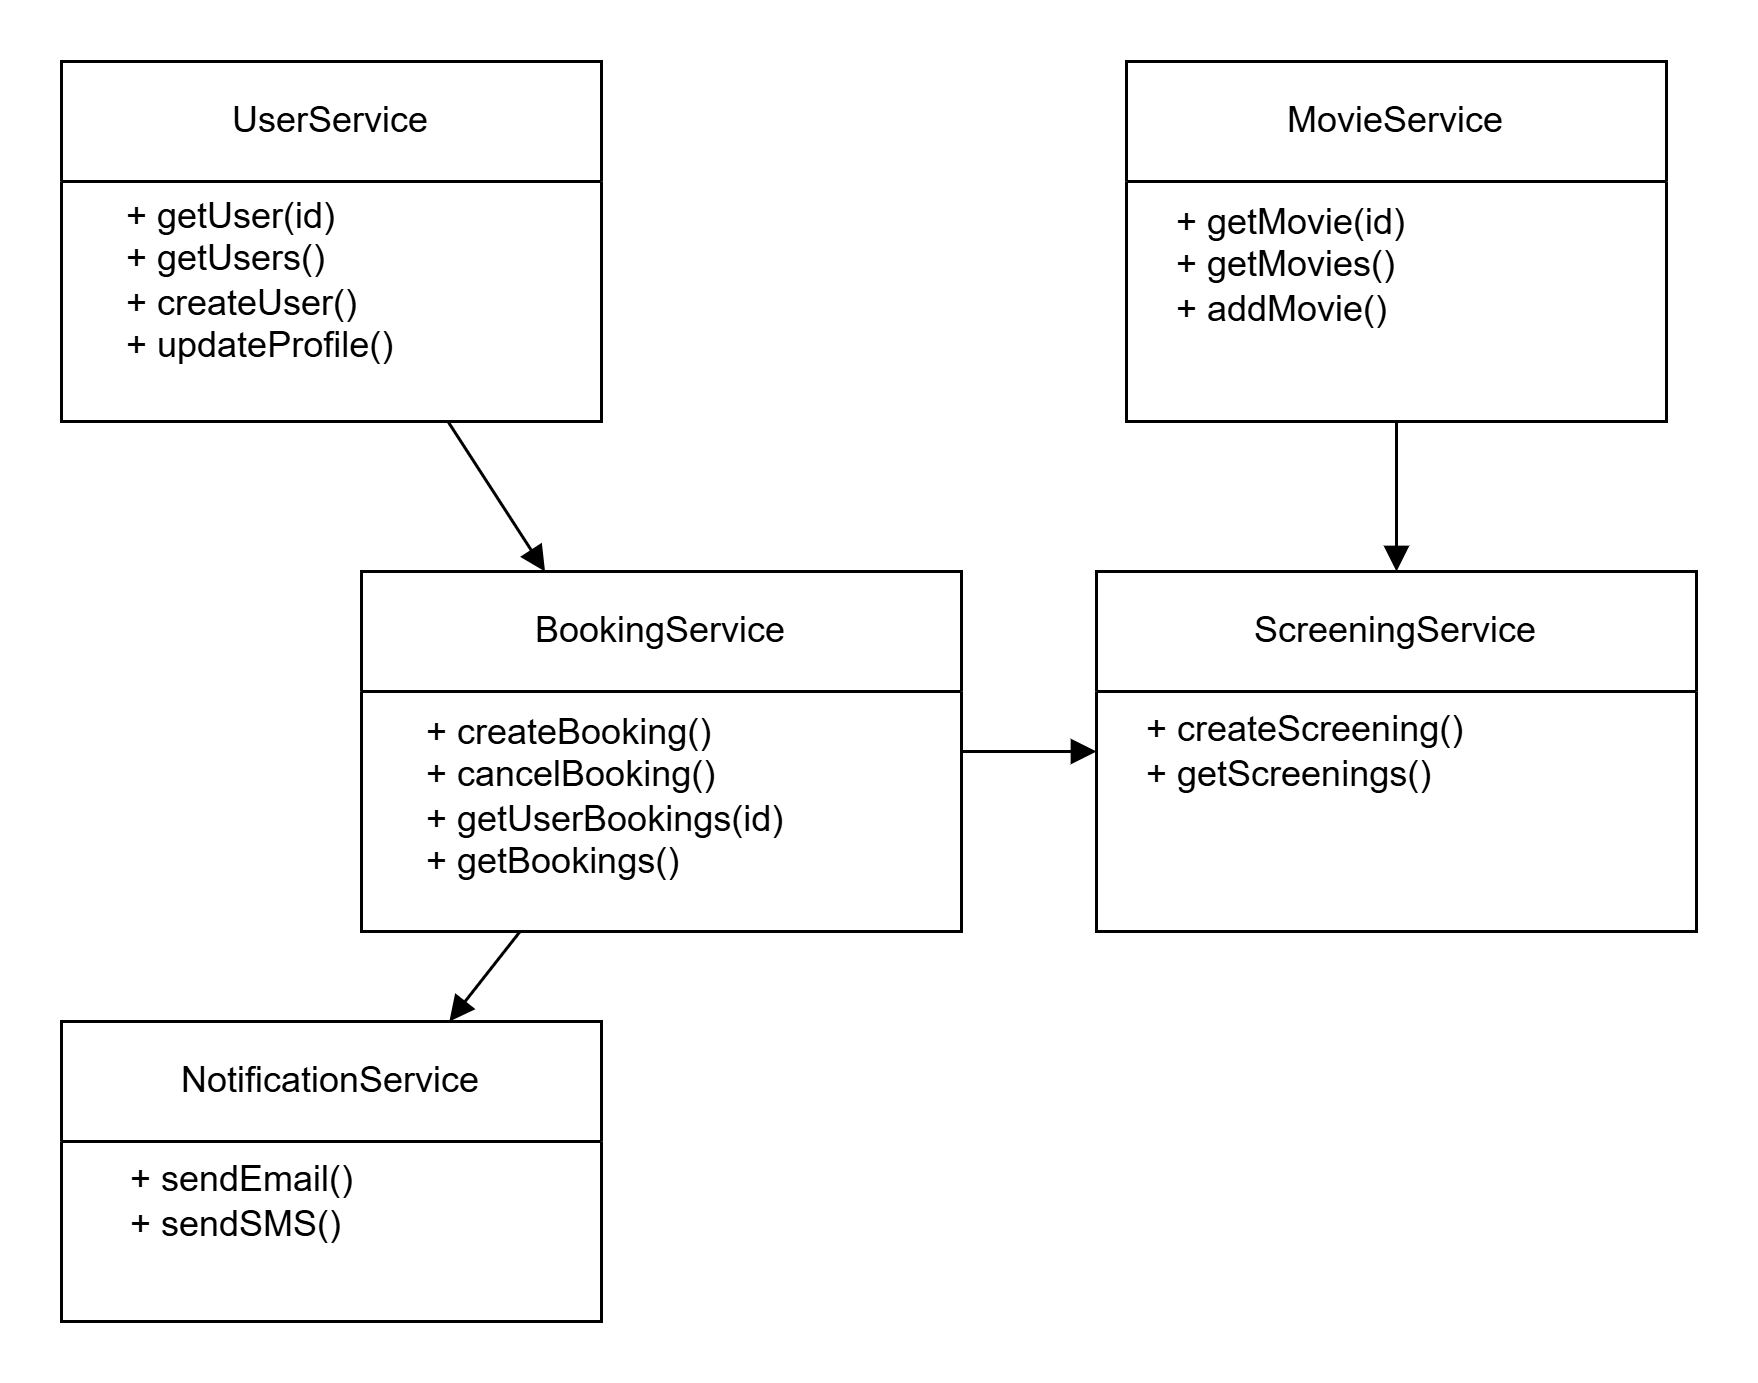 UserService
+ getUser(id)
+ getUsers()
+ createUser()
+ updateProfile()
MovieService
+ getMovie(id)
+ getMovies()
+ addMovie()
BookingService
+ createBooking()
+ cancelBooking()
+ getUserBookings(id)
+ getBookings()
ScreeningService
+ createScreening()
+ getScreenings()
NotificationService
+ sendEmail()
+ sendSMS()